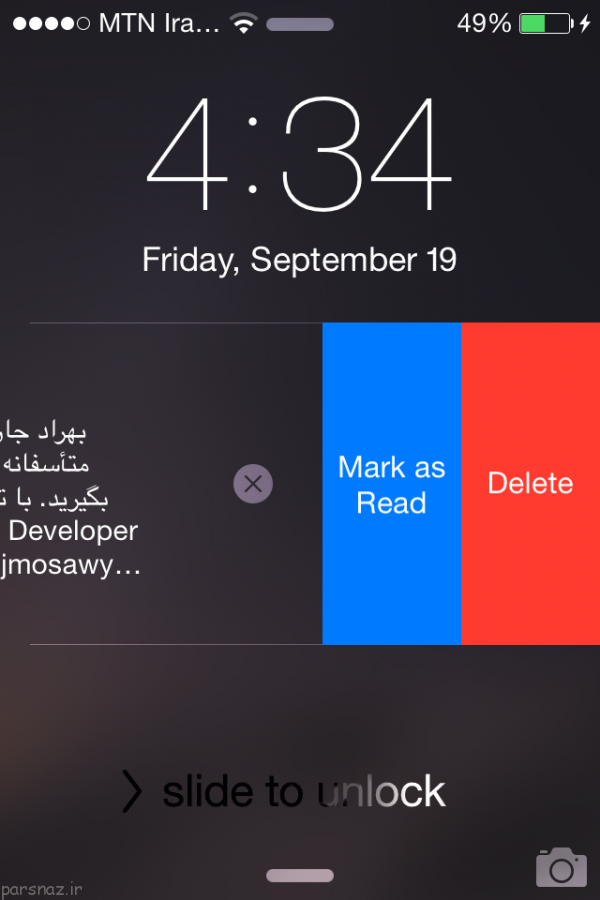 MTN Ira... 49%
4:34
Friday, September 19
بهراد
متأسفانه
بگیرید. با
Developer
jmosawy...
Mark as
Read
Delete
slide to unlock
parsnaz.ir